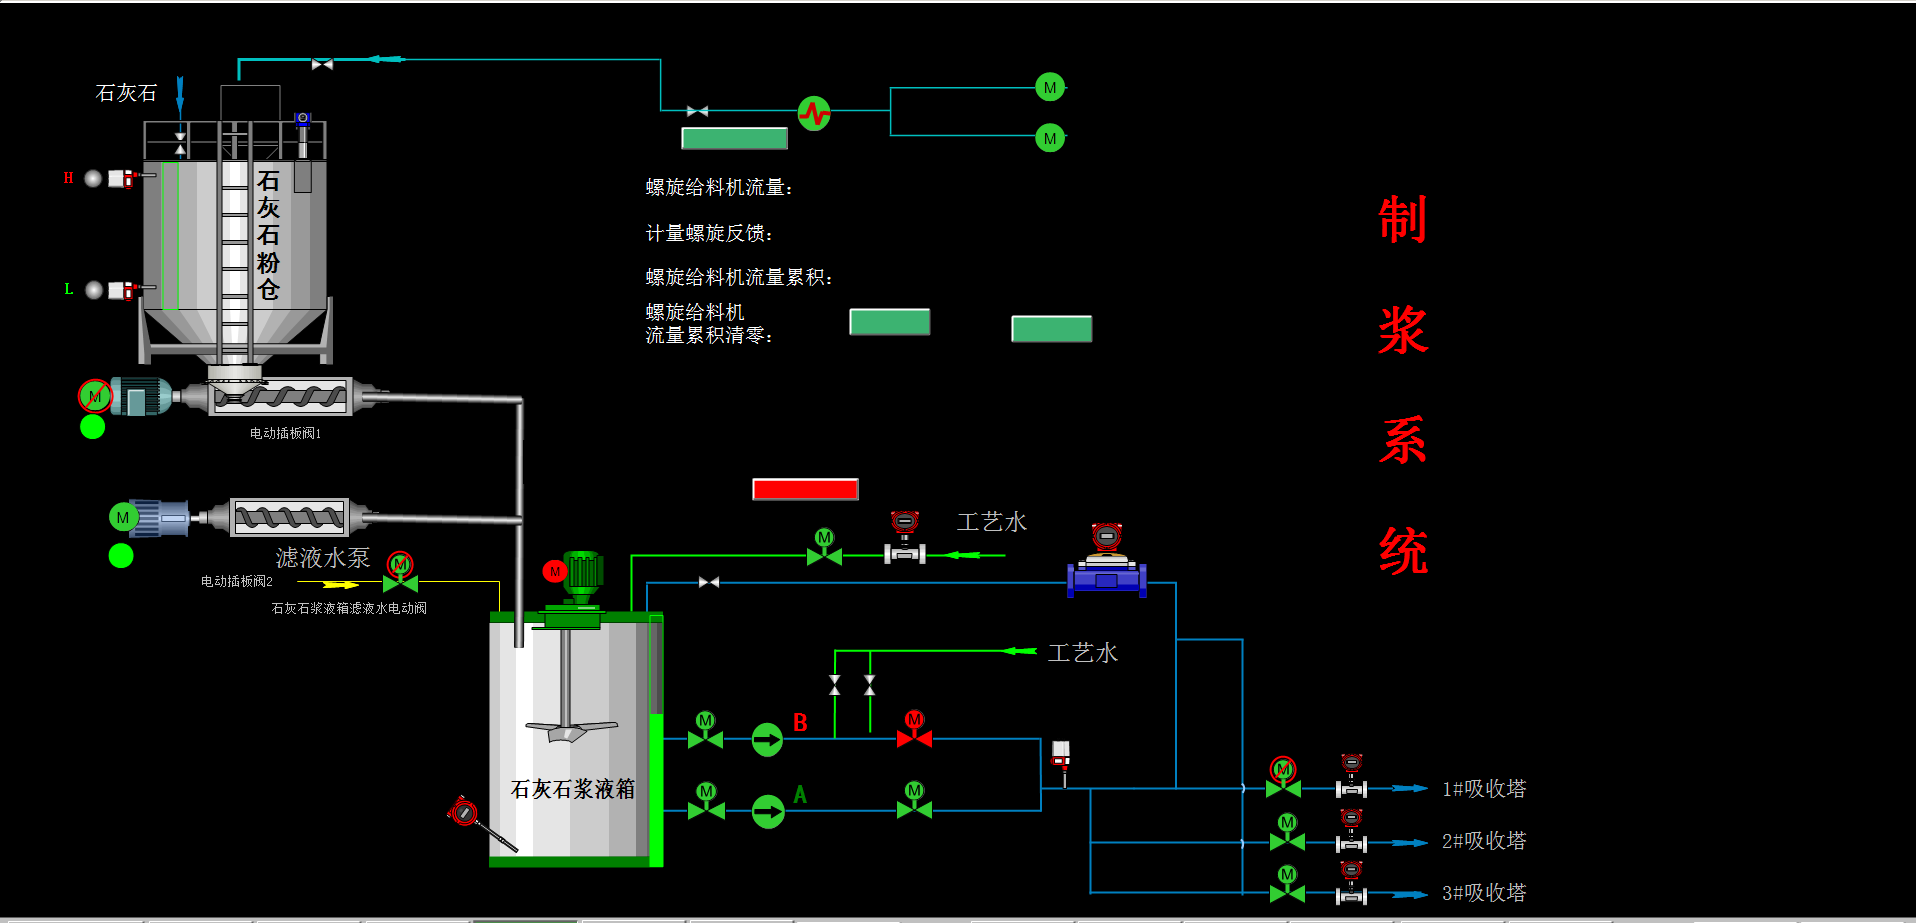 石灰石
M
M
H
石灰石粉仓
螺旋给料机流量:
计量螺旋反馈:
L
螺旋给料机流量累积:
螺旋给料机
流量累积清零:
制浆系统
M
电动插板阀1
M
工艺水
M
滤液水泵
M
M
电动插板阀2
石灰石浆液箱滤液水电动阀
工艺水
M
B
M
石灰石浆液箱
M
A
M
M
1#吸收塔
M
2#吸收塔
M
3#吸收塔